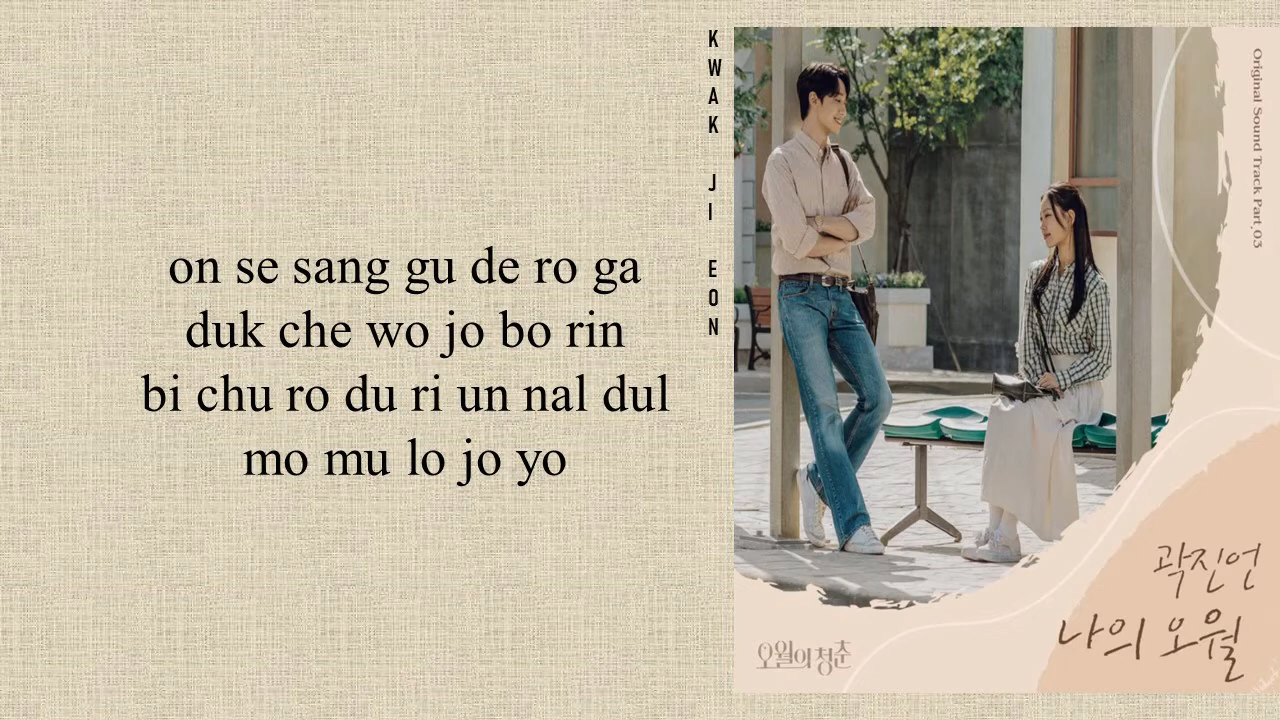 on se sang gu de ro ga
duk che wo jo bo rin
bi chu ro du ri un nal dul
mo mu lo jo yo
KWAK JI EON
Original Sound Track Part.03
곽진언
나의 오월
오월의 청춘